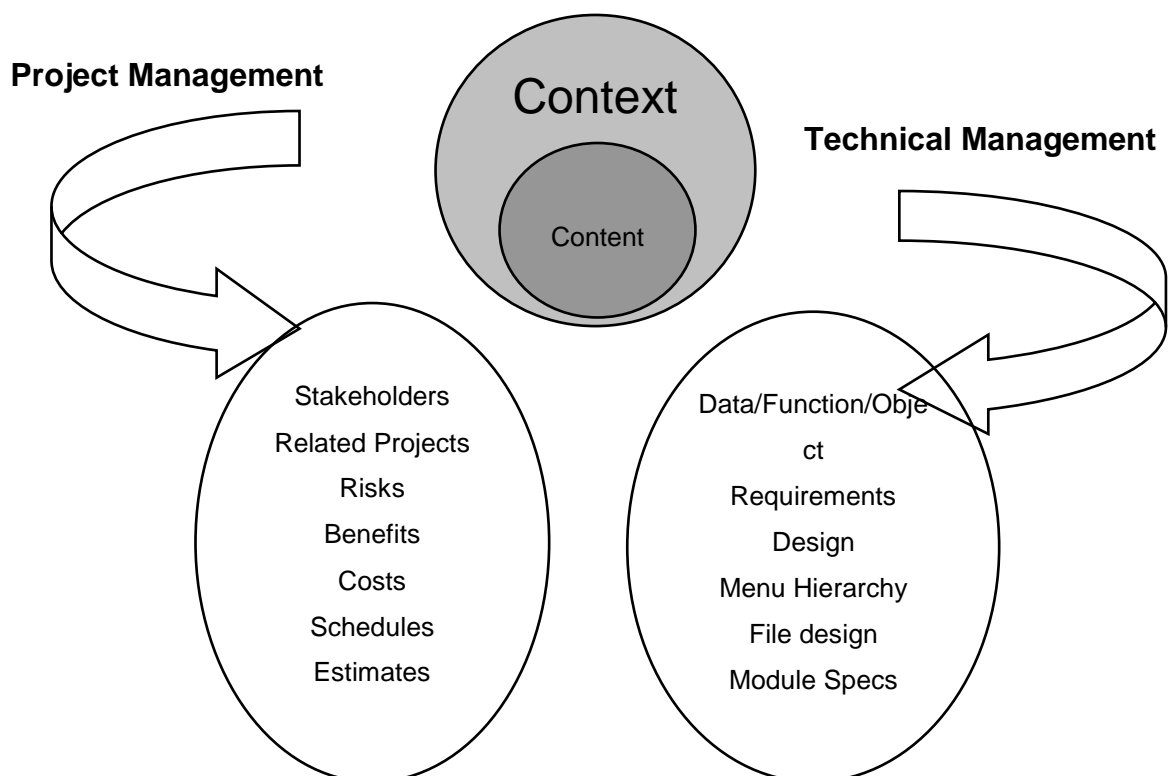 Project Management
Context
Technical Management
Content
Stakeholders
Related Projects
Risks
Benefits
Costs
Schedules
Estimates
Data/Function/Obje
ct
Requirements
Design
Menu Hierarchy
File design
Module Specs